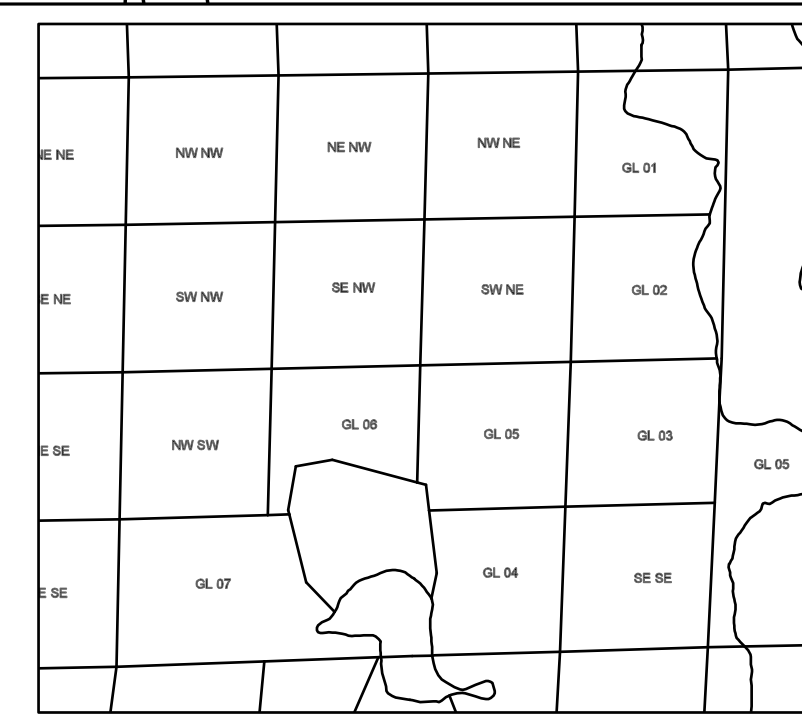 NE NE
NW NW
NE NW
NW NE
GL 01
E NE
SW NW
SE NW
SW NE
GL 02
E SE
NW SW
GL 06
GL 05
GL 03
GL 05
E SE
GL 07
GL 04
SE SE